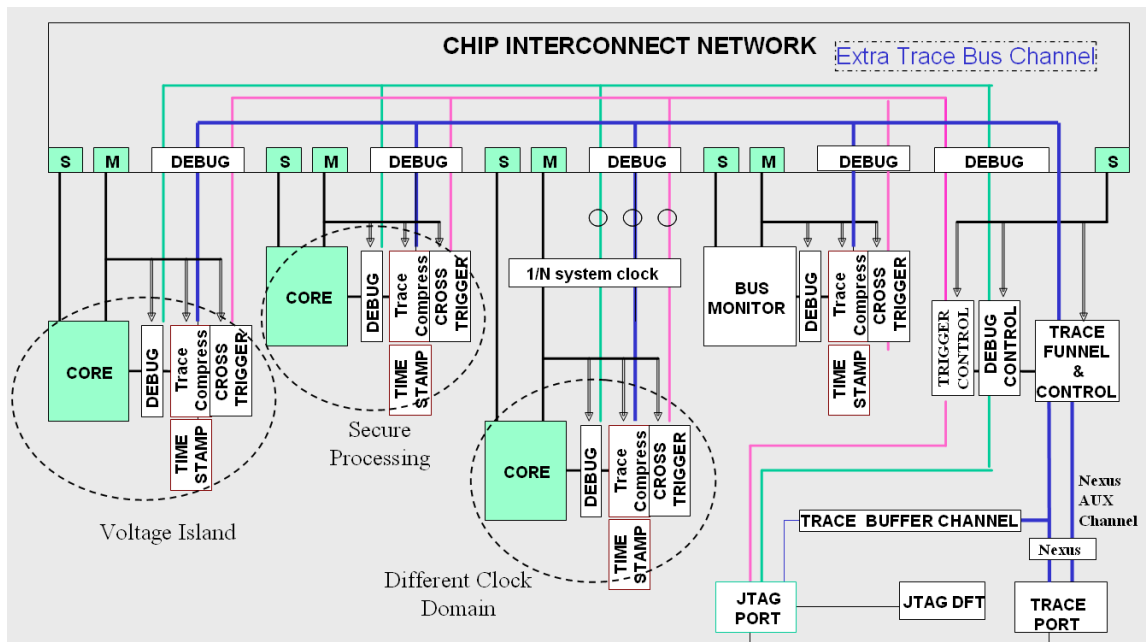 CHIP INTERCONNECT NETWORK
Extra Trace Bus Channel
S
M
DEBUG
S
M
DEBUG
S
M
DEBUG
S
M
DEBUG
DEBUG
S
CORE
DEBUG
Trace
Compress
CROSS
TRIGGER
TIME
STAMP
Voltage Island
CORE
DEBUG
Trace
Compress
CROSS
TRIGGER
TIME
STAMP
Secure
Processing
1/N system clock
CORE
DEBUG
Trace
Compress
CROSS
TRIGGER
TIME
STAMP
Different Clock
Domain
BUS
MONITOR
DEBUG
Trace
Compress
CROSS
TRIGGER
TIME
STAMP
TRIGGER
CONTROL
DEBUG
CONTROL
TRACE
FUNNEL
&
CONTROL
Nexus
AUX
Channel
TRACE BUFFER CHANNEL
Nexus
JTAG
PORT
JTAG DFT
TRACE
PORT